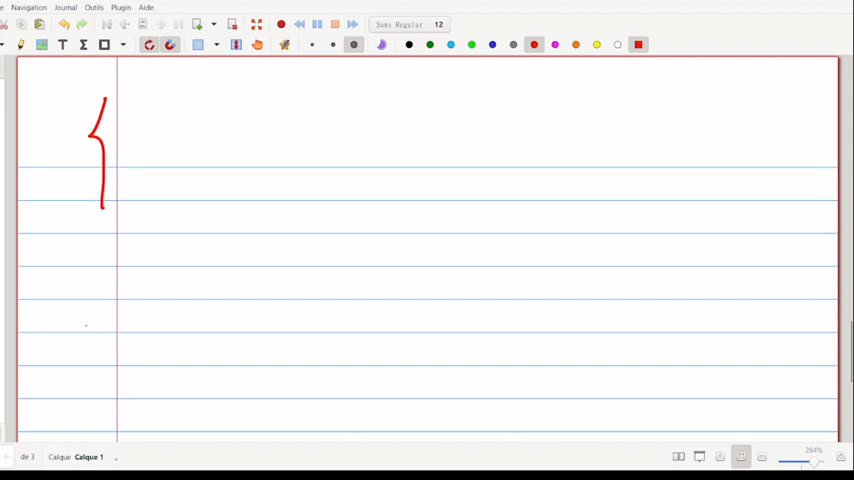 Navigation Journal Outils Plugin Aide
Sans Regular 12
{
de 3 Calque Calque 1 284%